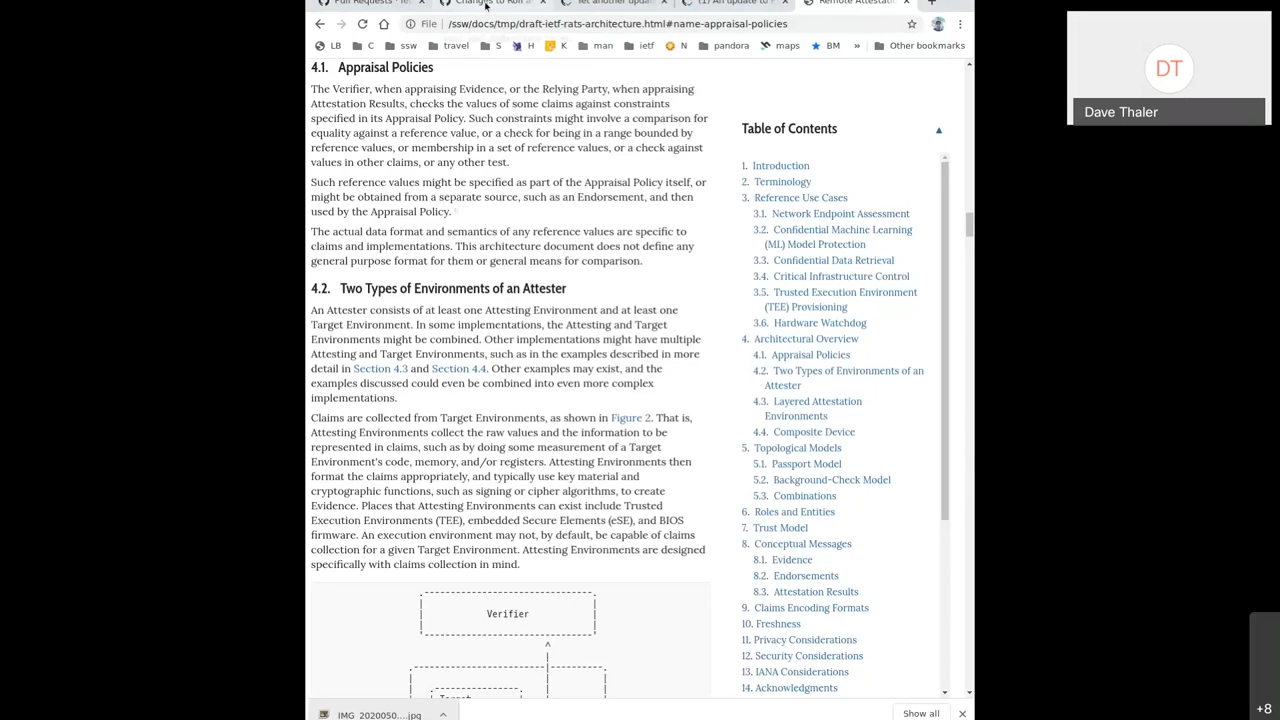 Pull Requests · iet
Changes to Roll a
Yet another upda
(1) An update to
Remote Attestati
File
/ssw/docs/tmp/draft-ietf-rats-architecture.html#name-appraisal-policies
LB C ssw travel S H K man ietf N pandora maps BM » Other bookmarks
4.1. Appraisal Policies
The Verifier, when appraising Evidence, or the Relying Party, when appraising
Attestation Results, checks the values of some claims against constraints
specified in its Appraisal Policy. Such constraints might involve a comparison for
equality against a reference value, or a check for being in a range bounded by
reference values, or membership in a set of reference values, or a check against
values in other claims, or any other test.
Such reference values might be specified as part of the Appraisal Policy itself, or
might be obtained from a separate source, such as an Endorsement, and then
used by the Appraisal Policy.
The actual data format and semantics of any reference values are specific to
claims and implementations. This architecture document does not define any
general purpose format for them or general means for comparison.
4.2. Two Types of Environments of an Attester
An Attester consists of at least one Attesting Environment and at least one
Target Environment. In some implementations, the Attesting and Target
Environments might be combined. Other implementations might have multiple
Attesting and Target Environments, such as in the examples described in more
detail in Section 4.3 and Section 4.4. Other examples may exist, and the
examples discussed could even be combined into even more complex
implementations.
Claims are collected from Target Environments, as shown in Figure 2. That is,
Attesting Environments collect the raw values and the information to be
represented in claims, such as by doing some measurement of a Target
Environment's code, memory, and/or registers. Attesting Environments then
format the claims appropriately, and typically use key material and
cryptographic functions, such as signing or cipher algorithms, to create
Evidence. Places that Attesting Environments can exist include Trusted
Execution Environments (TEE), embedded Secure Elements (eSE), and BIOS
firmware. An execution environment may not, by default, be capable of claims
collection for a given Target Environment. Attesting Environments are designed
specifically with claims collection in mind.
Verifier
Target
Table of Contents
1. Introduction
2. Terminology
3. Reference Use Cases
3.1. Network Endpoint Assessment
3.2. Confidential Machine Learning
(ML) Model Protection
3.3. Confidential Data Retrieval
3.4. Critical Infrastructure Control
3.5. Trusted Execution Environment
(TEE) Provisioning
3.6. Hardware Watchdog
4. Architectural Overview
4.1. Appraisal Policies
4.2. Two Types of Environments of an
Attester
4.3. Layered Attestation
Environments
4.4. Composite Device
5. Topological Models
5.1. Passport Model
5.2. Background-Check Model
5.3. Combinations
6. Roles and Entities
7. Trust Model
8. Conceptual Messages
8.1. Evidence
8.2. Endorsements
8.3. Attestation Results
9. Claims Encoding Formats
10. Freshness
11. Privacy Considerations
12. Security Considerations
13. IANA Considerations
14. Acknowledgments
IMG_2020050....jpg
Show all
DT
Dave Thaler
+8